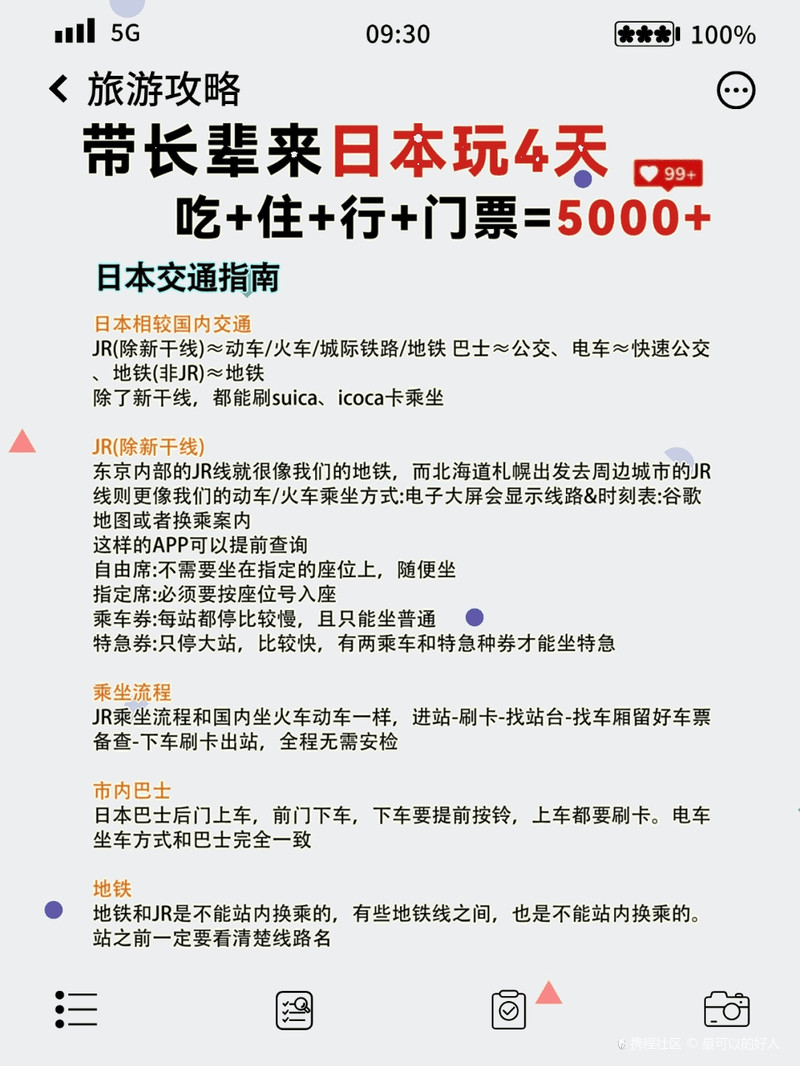 5G 09:30 100%
旅游攻略
带长辈来日本玩4天
99+
吃+住+行+门票=5000+
日本交通指南
日本相较国内交通
JR(除新干线)≈动车/火车/城际铁路/地铁 巴士≈公交、电车≈快速公交
、地铁(非JR)≈地铁
除了新干线，都能刷suica、icoca卡乘坐
JR(除新干线)
东京内部的JR线就很像我们的地铁，而北海道札幌出发去周边城市的JR
线则更像我们的动车/火车乘坐方式:电子大屏会显示线路&时刻表:谷歌
地图或者换乘案内
这样的APP可以提前查询
自由席:不需要坐在指定的座位上，随便坐
指定席:必须要按座位号入座
乘车券:每站都停比较慢，且只能坐普通
特急券:只停大站，比较快，有两乘车和特急种券才能坐特急
乘坐流程
JR乘坐流程和国内坐火车动车一样，进站-刷卡-找站台-找车厢留好车票
备查-下车刷卡出站，全程无需安检
市内巴士
日本巴士后门上车，前门下车，下车要提前按铃，上车都要刷卡。电车
坐车方式和巴士完全一致
地铁
地铁和JR是不能站内换乘的，有些地铁线之间，也是不能站内换乘的。
站之前一定要看清楚线路名
携程社区 © 最可以的好人